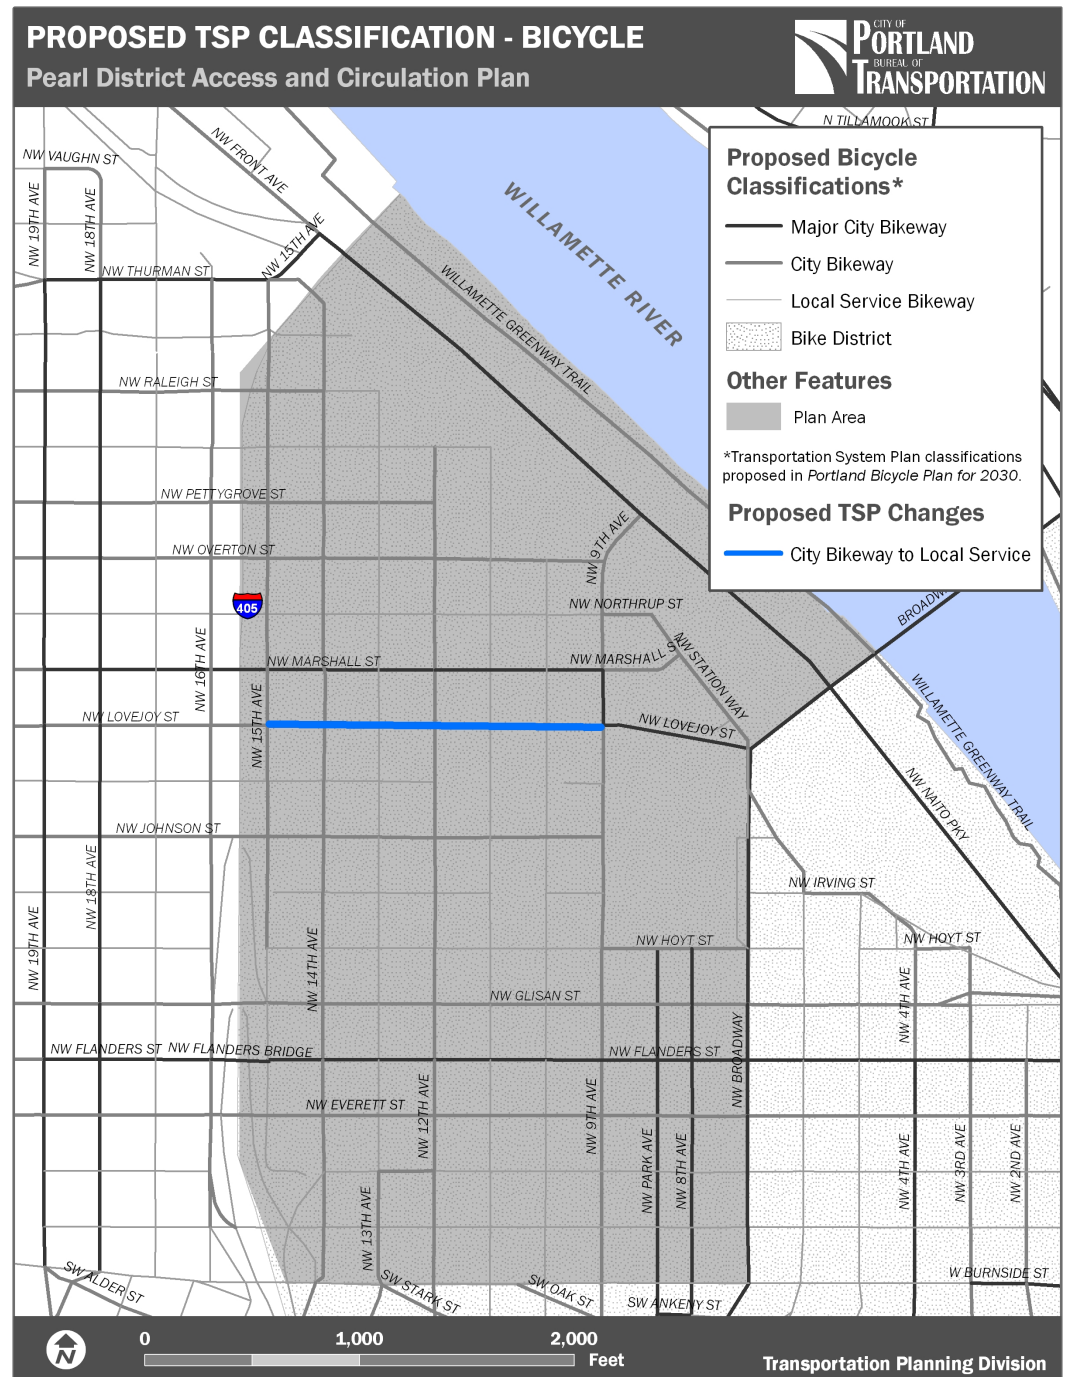 PROPOSED TSP CLASSIFICATION - BICYCLE
Pearl District Access and Circulation Plan
CITY OF
PORTLAND
BUREAU OF
TRANSPORTATION
N TILLAMOOK ST
Proposed Bicycle
Classifications*
Major City Bikeway
City Bikeway
Local Service Bikeway
Bike District
Other Features
Plan Area
*Transportation System Plan classifications
proposed in Portland Bicycle Plan for 2030.
Proposed TSP Changes
City Bikeway to Local Service
NW VAUGHN ST
NW FRONT AVE
NW 19TH AVE
NW 18TH AVE
NW 15TH AVE
NW THURMAN ST
WILLAMETTE RIVER
WILLAMETTE GREENWAY TRAIL
NW RALEIGH ST
NW PETTYGROVE ST
NW 9TH AVE
NW OVERTON ST
405
NW NORTHRUP ST
NW 16TH AVE
NW MARSHALL ST
NW MARSHALL ST
NW STATION WAY
NW 15TH AVE
NW LOVEJOY ST
NW LOVEJOY ST
WILLAMETTE GREENWAY TRAIL
NW NAITO PKY
NW JOHNSON ST
NW 18TH AVE
NW IRVING ST
NW 19TH AVE
NW 14TH AVE
NW HOYT ST
NW HOYT ST
NW GLISAN ST
NW 4TH AVE
NW BROADWAY
NW FLANDERS ST
NW FLANDERS BRIDGE
NW FLANDERS ST
NW EVERETT ST
NW 12TH AVE
NW 9TH AVE
NW PARK AVE
NW 8TH AVE
NW 4TH AVE
NW 3RD AVE
NW 2ND AVE
NW 13TH AVE
SW ALDER ST
SW STARK ST
SW OAK ST
SW ANKENY ST
W BURNSIDE ST
N
0
1,000
2,000
Feet
Transportation Planning Division